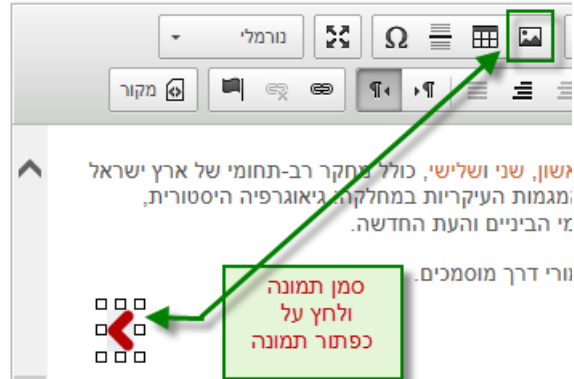 נורמלי
Ω
מקור
ראשון, שני ושלישי, כולל מחקר רב-תחומי של ארץ ישראל
המגמות העיקריות במחלקה: גיאוגרפיה היסטורית,
מי הביניים והעת החדשה.
מורי דרך מוסמכים.
סמן תמונה
ולחץ על
כפתור תמונה